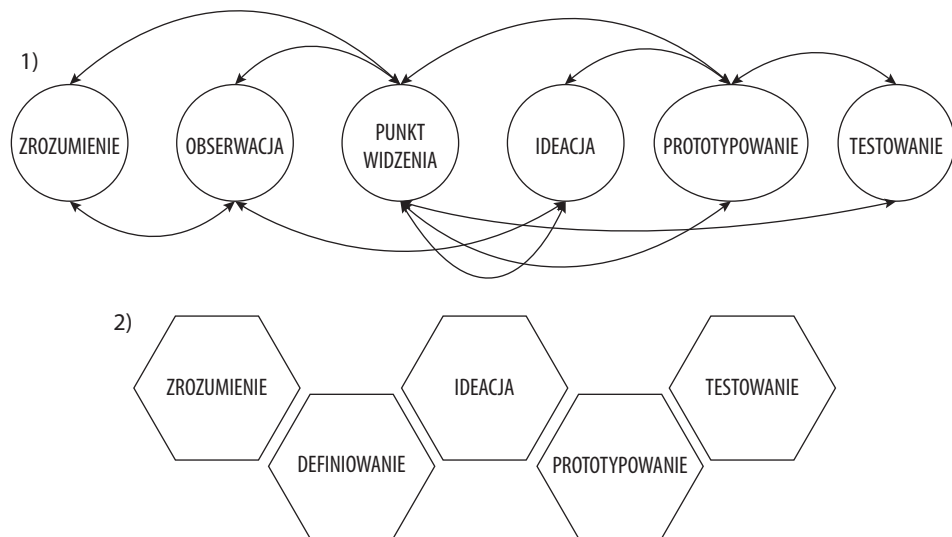 1)
ZROZUMIENIE
OBSERWACJA
PUNKT
WIDZENIA
IDEACJA
PROTOTYPOWANIE
TESTOWANIE
2)
ZROZUMIENIE
DEFINIOWANIE
IDEACJA
PROTOTYPOWANIE
TESTOWANIE